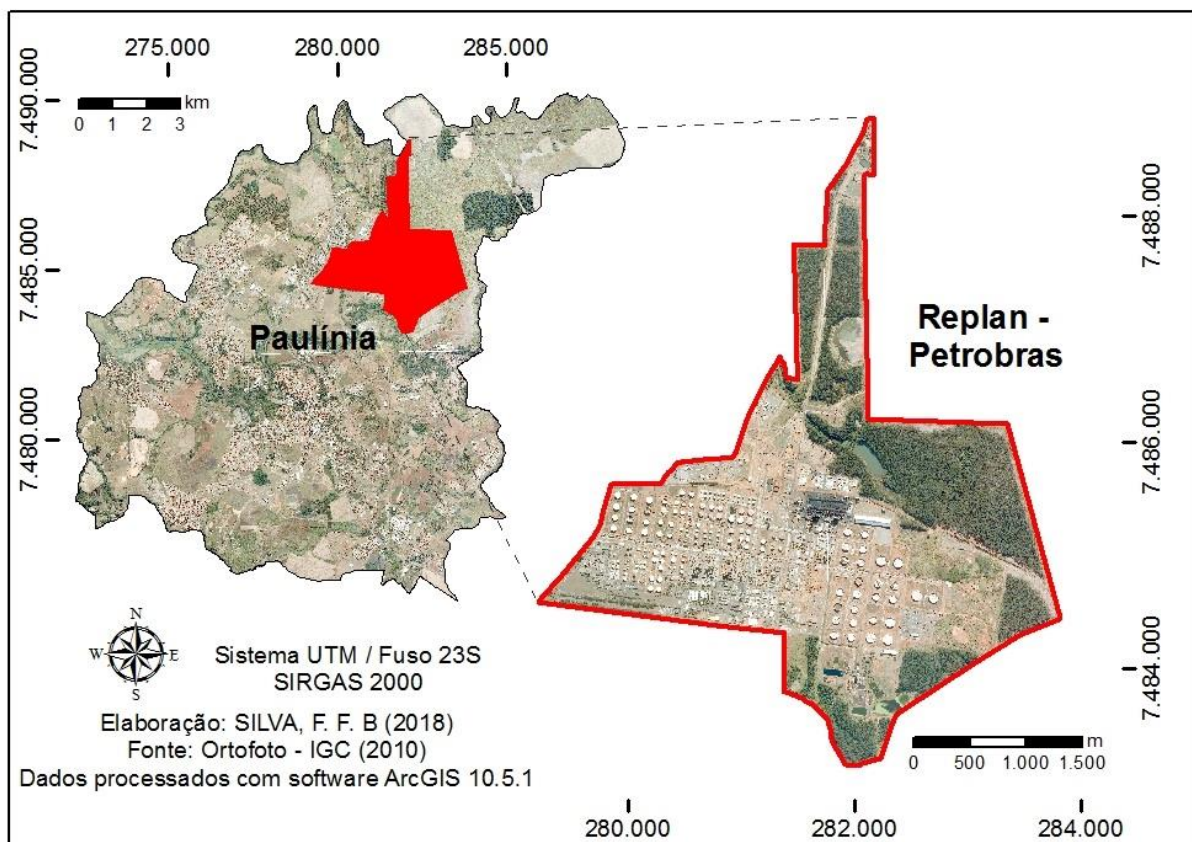 275.000 280.000 285.000
7.490.000
7.485.000
7.480.000
0 1 2 3 km
Paulínia
Replan -
Petrobras
7.488.000
7.486.000
7.484.000
N
W E
S
Sistema UTM / Fuso 23S
SIRGAS 2000
Elaboração: SILVA, F. F. B (2018)
Fonte: Ortofoto - IGC (2010)
Dados processados com software ArcGIS 10.5.1
m
0 500 1.000 1.500
280.000 282.000 284.000